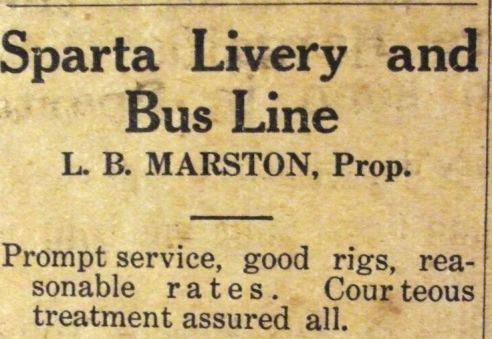 Sparta Livery and
Bus Line
L. B. MARSTON, Prop.
Prompt service, good rigs, rea-
sonable rates. Cour teous
treatment assured all.